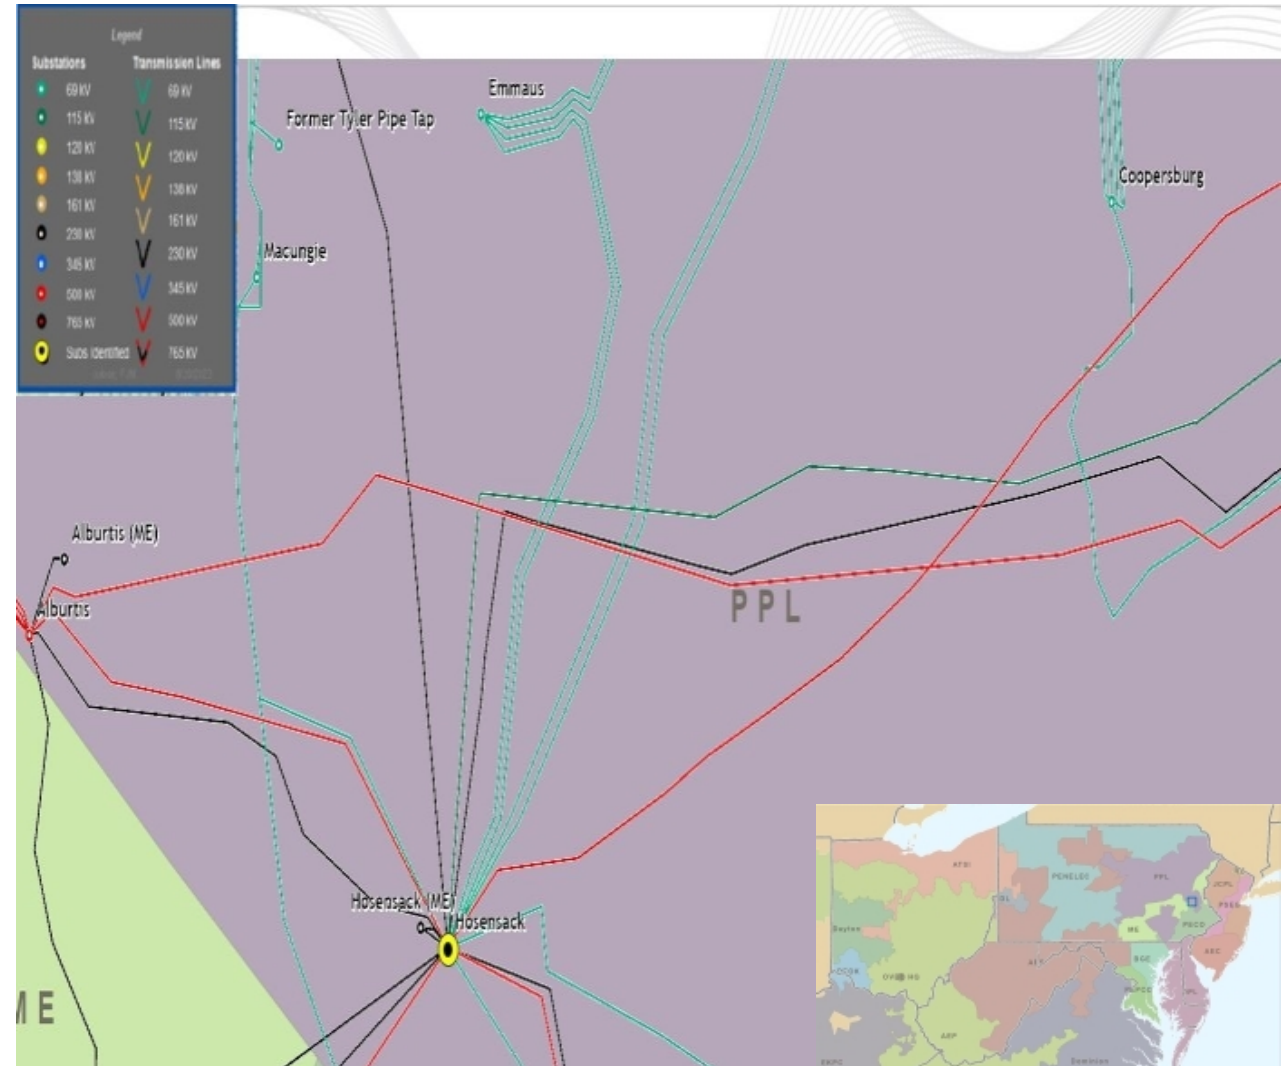 Legend
Substations
Transmission Lines
69 kV
69 kV
115 kV
115 kV
120 kV
120 kV
138 kV
138 kV
161 kV
161 kV
230 kV
230 kV
345 kV
345 kV
500 kV
500 kV
765 kV
765 kV
Subs Identified
Emmaus
Former Tyler Pipe Tap
Coopersburg
Macungie
Alburtis (ME)
Alburtis
PPL
Hosensack (ME)
Hosensack
ME
ATSI
PENELEC
PPL
JCPL
DL
PSEG
ME
PECO
Dayton
AEC
BGE
DPL
AEP
EKPC
Dominion